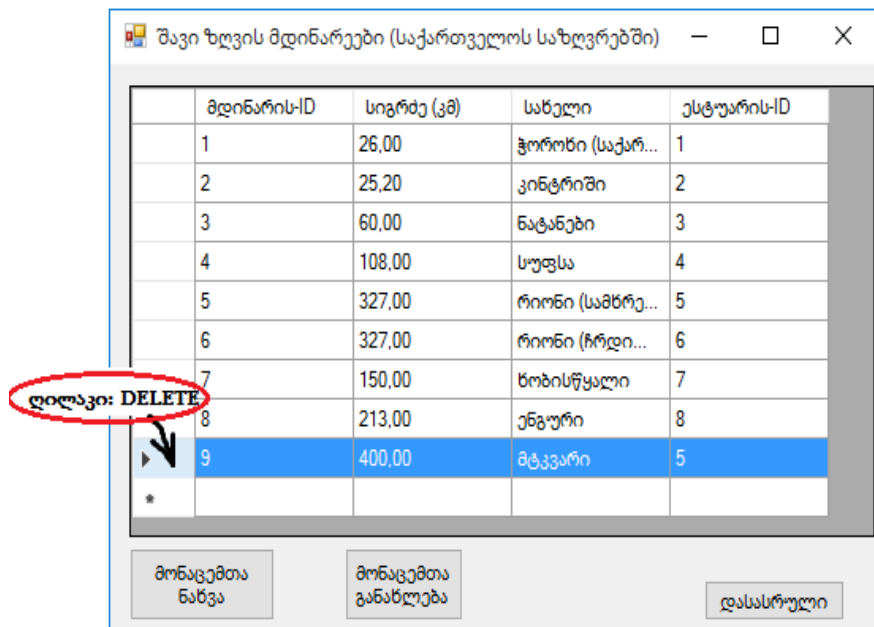 შავი ზღვის მდინარეები (საქართველოს საზღვრებში)
მდინარის-ID სიგრძე (კმ) სახელი ესტუარის-ID
1 26,00 ჭოროხი (საქარ... 1
2 25,20 კინტრიში 2
3 60,00 ნატანები 3
4 108,00 სუფსა 4
5 327,00 რიონი (სამხრე... 5
6 327,00 რიონი (ჩრდი... 6
7 150,00 ხობისწყალი 7
ღილაკი: DELETE
8 213,00 ენგური 8
9 400,00 მტკვარი 5
მონაცემთა
ნახვა
მონაცემთა
განახლება
დასასრული